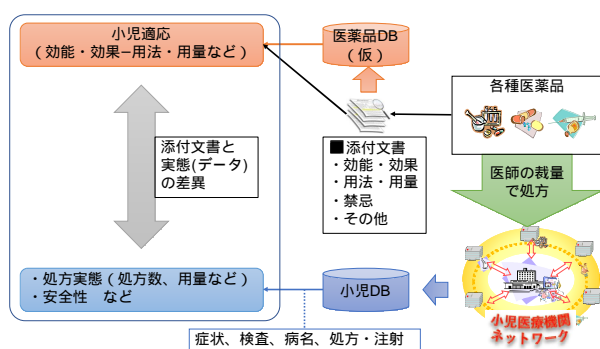 小児適応
（効能・効果−用法・用量など）
医薬品DB
（仮）
各種医薬品
添付文書と
実態(データ)
の差異
■添付文書
・効能・効果
・用法・用量
・禁忌
・その他
医師の裁量
で処方
・処方実態（処方数、用量など）
・安全性　など
小児DB
小児医療機関
ネットワーク
症状、検査、病名、処方・注射